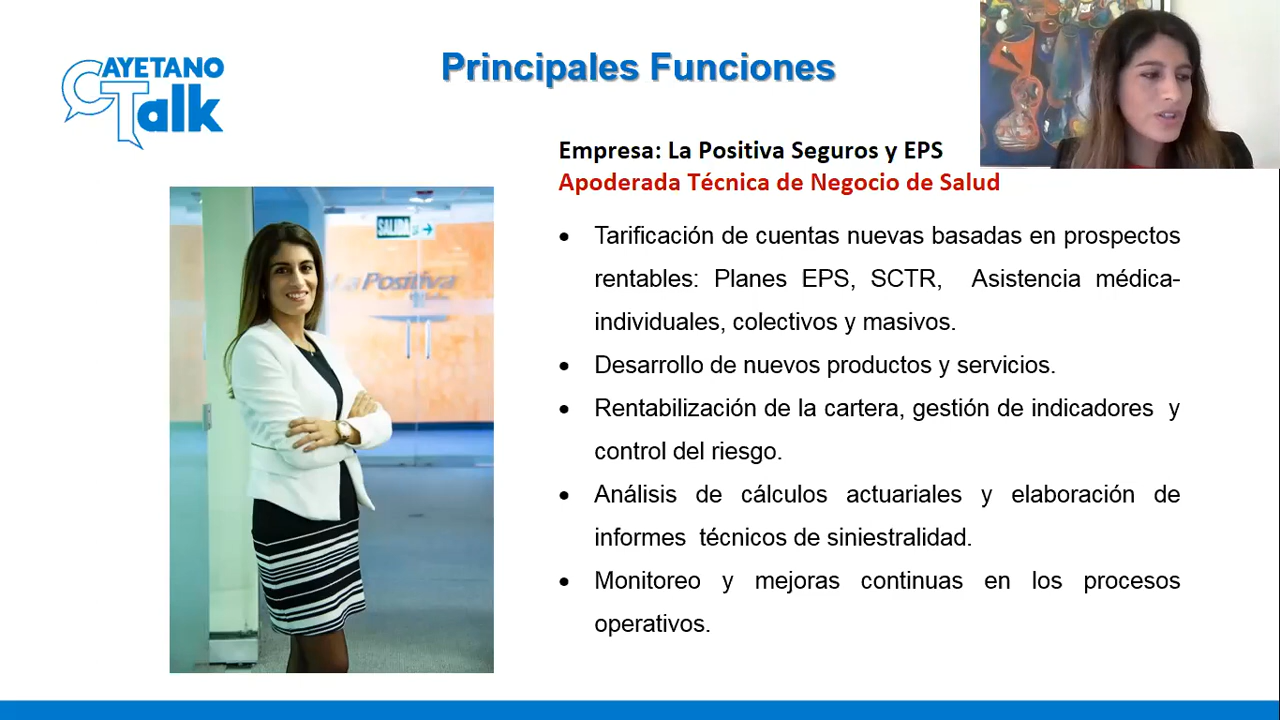 CAYETANO
Talk
Principales Funciones
Empresa: La Positiva Seguros y EPS
Apoderada Técnica de Negocio de Salud
SALIDA
La Positiva
• Tarificación de cuentas nuevas basadas en prospectos
rentables: Planes EPS, SCTR, Asistencia médica-
individuales, colectivos y masivos.
• Desarrollo de nuevos productos y servicios.
• Rentabilización de la cartera, gestión de indicadores y
control del riesgo.
• Análisis de cálculos actuariales y elaboración de
informes técnicos de siniestralidad.
• Monitoreo y mejoras continuas en los procesos
operativos.